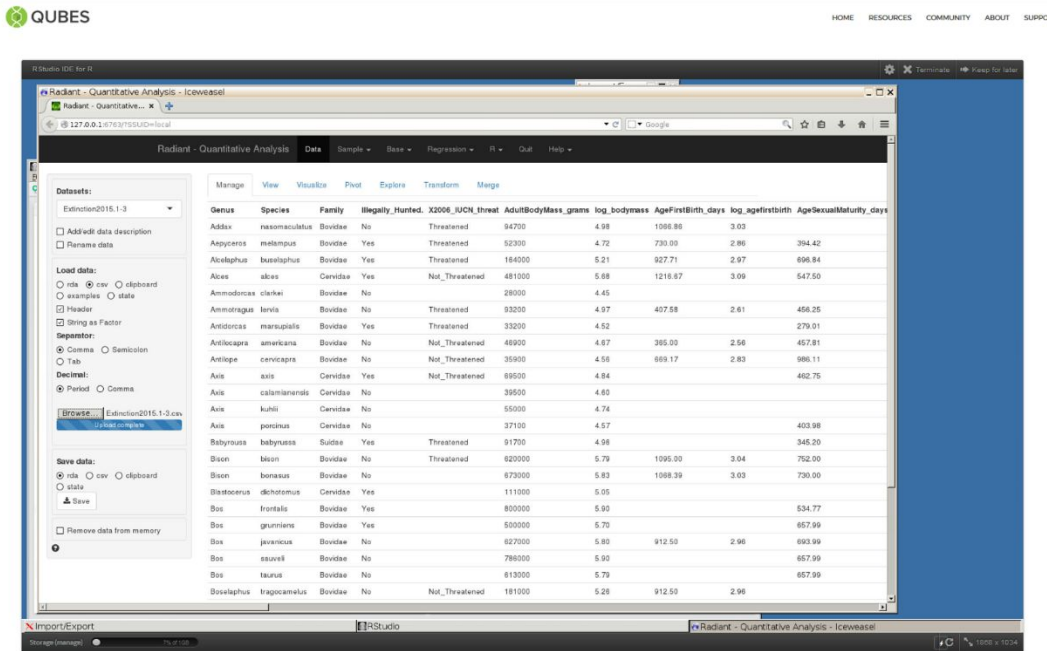 QUBES
HOME RESOURCES COMMUNITY ABOUT SUPPO
RStudio IDE for R
Terminate Keep for later
Radiant - Quantitative Analysis - Iceweasel
Radiant - Quantitative...
127.0.0.1:6763/?SSUID=local
Google
Radiant - Quantitative Analysis Data Sample Base Regression R Quit Help
Manage View Visualize Pivot Explore Transform Merge
Datasets:
Extinction2015.1-3
Add/edit data description
Rename data
Load data:
rda csv clipboard
examples state
Header
String as Factor
Separator:
Comma Semicolon
Tab
Decimal:
Period Comma
Browse... Extinction2015.1-3.csv
Upload complete
Save data:
rda csv clipboard
state
Save
Remove data from memory
Genus Species Family Illegally_Hunted. X2006_IUCN_threat AdultBodyMass_grams log_bodymass AgeFirstBirth_days log_agefirstbirth AgeSexualMaturity_days
Addax nasomaculatus Bovidae No Threatened 94700 4.98 1066.86 3.03
Aepyceros melampus Bovidae Yes Threatened 52300 4.72 730.00 2.86 394.42
Alcelaphus buselaphus Bovidae Yes Threatened 164000 5.21 927.71 2.97 696.84
Alces alces Cervidae Yes Not_Threatened 481000 5.68 1216.67 3.09 547.50
Ammodorcas clarkei Bovidae No 28000 4.45
Ammotragus lervia Bovidae No Threatened 93200 4.97 407.58 2.61 456.25
Antidorcas marsupialis Bovidae Yes Threatened 33200 4.52 279.01
Antilocapra americana Bovidae No Not_Threatened 46900 4.67 365.00 2.56 457.81
Antilope cervicapra Bovidae No Not_Threatened 35900 4.56 669.17 2.83 986.11
Axis axis Cervidae Yes Not_Threatened 69500 4.84 462.75
Axis calamianensis Cervidae No 39500 4.60
Axis kuhlii Cervidae No 55000 4.74
Axis porcinus Cervidae No 37100 4.57 403.98
Babyrousa babyrussa Suidae Yes Threatened 91700 4.96 345.20
Bison bison Bovidae No Threatened 620000 5.79 1095.00 3.04 752.00
Bison bonasus Bovidae No 673000 5.83 1068.39 3.03 730.00
Blastocerus dichotomus Cervidae Yes 111000 5.05
Bos frontalis Bovidae Yes 800000 5.90 534.77
Bos grunniens Bovidae Yes 500000 5.70 657.99
Bos javanicus Bovidae No 627000 5.80 912.50 2.96 693.99
Bos sauveli Bovidae No 786000 5.90 657.99
Bos taurus Bovidae No 613000 5.79 657.99
Boselaphus tragocamelus Bovidae No Not_Threatened 181000 5.26 912.50 2.96
Import/Export RStudio Radiant - Quantitative Analysis - Iceweasel
Storage (manage)